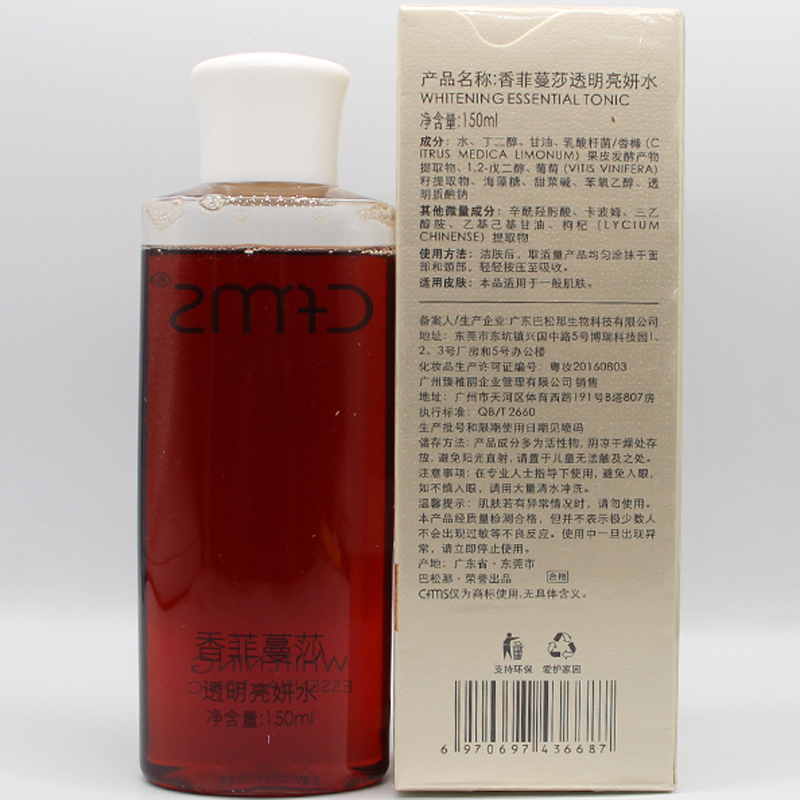 CFMS
香菲蔓莎
WHITENING
ESSENTIAL TONIC
透明亮妍水
净含量:150ml
产品名称:香菲蔓莎透明亮妍水
WHITENING ESSENTIAL TONIC
净含量:150ml
成分：水、丁二醇、甘油、乳酸杆菌/香橼 (C
ITRUS MEDICA LIMONUM) 果皮发酵产物
提取物、1,2-戊二醇、葡萄 (VITIS VINIFERA)
籽提取物、海藻糖、甜菜碱、苯氧乙醇、透
明质酸钠
其他微量成分：辛酰羟肟酸、卡波姆、三乙
醇胺、乙基己基甘油、枸杞 (LYCIUM
CHINENSE) 提取物
使用方法：洁肤后，取适量产品均匀涂抹于面
部和颈部，轻轻按压至吸收。
适用皮肤：本品适用于一般肌肤。
备案人/生产企业:广东巴松那生物科技有限公司
地址：东莞市东坑镇兴国中路5号博瑞科技园1、
2、3号厂房和5号办公楼
化妆品生产许可证编号：粤妆20160803
广州臻稚丽企业管理有限公司 销售
地址：广州市天河区体育西路191号B塔807房
执行标准：QB/T 2660
生产批号和限期使用日期见喷码
储存方法:产品成分多为活性物,阴凉干燥处存
放,避免阳光直射,请置于儿童无法触及之处。
注意事项:在专业人士指导下使用,避免入眼,
如不慎入眼，请用大量清水冲洗。
温馨提示：肌肤若有异常情况时，请勿使用。
本产品经质量检测合格，但并不表示极少数人
不会出现过敏等不良反应。使用中一旦出现异
常，请立即停止使用。
产地：广东省·东莞市
巴松那·荣誉出品 合格
CFMS仅为商标使用,无具体含义。
支持环保 爱护家园
6 970697 436687